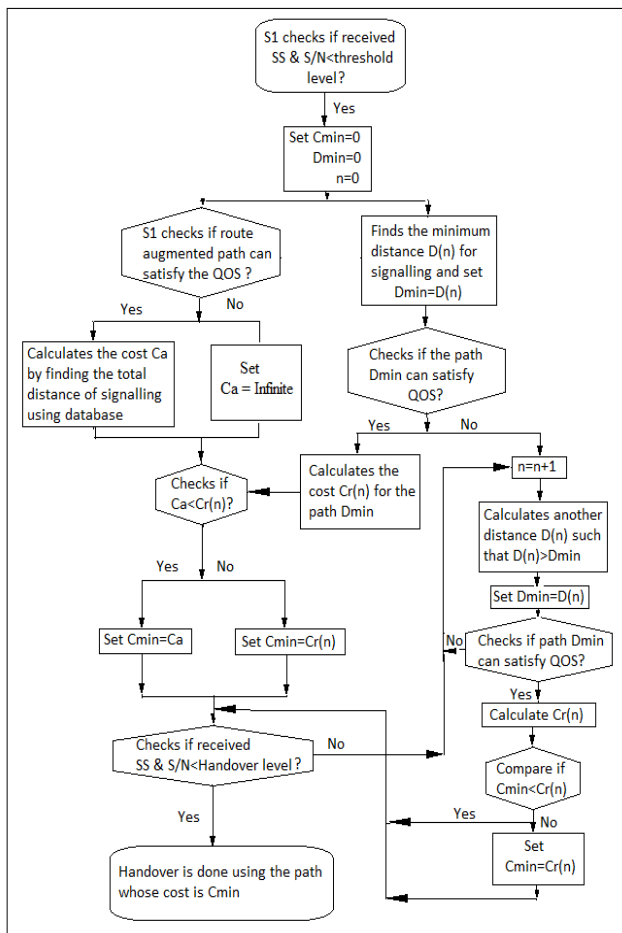 S1 checks if received
SS & S/N<threshold
level?
Yes
Set Cmin=0
Dmin=0
n=0
S1 checks if route
augmented path can
satisfy the QOS ?
Finds the minimum
distance D(n) for
signalling and set
Dmin=D(n)
Yes
No
Calculates the cost Ca
by finding the total
distance of signalling
using database
Set
Ca = Infinite
Checks if the path
Dmin can satisfy
QOS?
Yes
No
Checks if
Ca<Cr(n)?
Calculates the
cost Cr(n) for the
path Dmin
n=n+1
Calculates another
distance D(n) such
that D(n)>Dmin
Yes
No
Set Dmin=D(n)
Set Cmin=Ca
Set Cmin=Cr(n)
No
Checks if path Dmin
can satisfy QOS?
Yes
Calculate Cr(n)
Checks if received
SS & S/N<Handover level?
No
Compare if
Cmin<Cr(n)
Yes
Yes
No
Set
Cmin=Cr(n)
Handover is done using the path
whose cost is Cmin